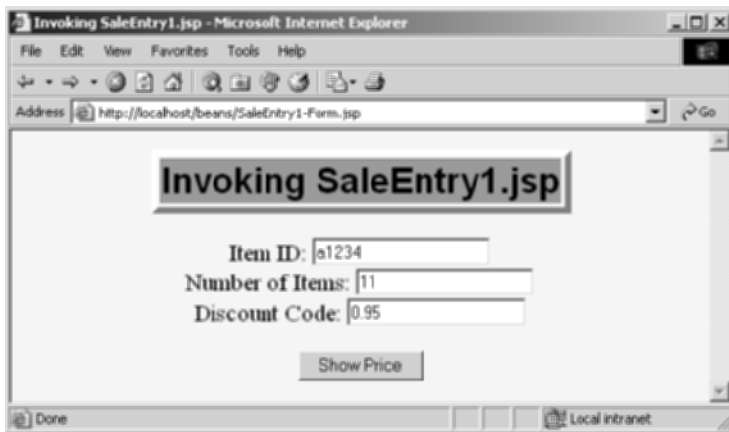 Invoking SaleEntry1.jsp - Microsoft Internet Explorer
File Edit View Favorites Tools Help
Address http://localhost/beans/SaleEntry1-Form.jsp Go
Invoking SaleEntry1.jsp
Item ID: a1234
Number of Items: 11
Discount Code: 0.95
Show Price
Done Local intranet